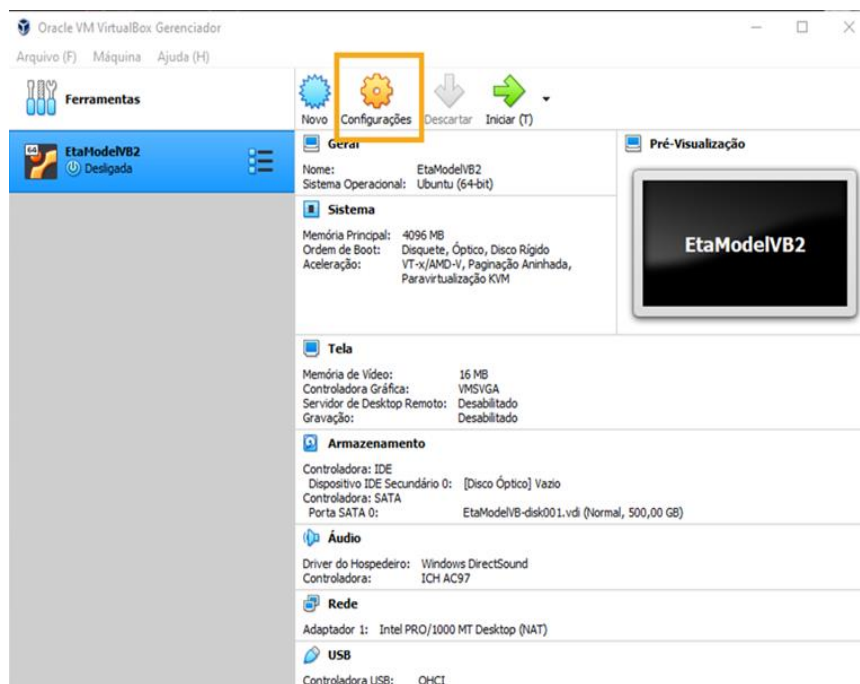 Oracle VM VirtualBox Gerenciador
Arquivo (F) Máquina Ajuda (H)
Ferramentas
Novo Configurações Descartar Iniciar (T)
64
EtaModelVB2
Desligada
Geral
Nome: EtaModelVB2
Sistema Operacional: Ubuntu (64-bit)
Pré-Visualização
EtaModelVB2
Sistema
Memória Principal: 4096 MB
Ordem de Boot: Disquete, Óptico, Disco Rígido
Aceleração: VT-x/AMD-V, Paginação Aninhada,
Paravirtualização KVM
Tela
Memória de Vídeo: 16 MB
Controladora Gráfica: VMSVGA
Servidor de Desktop Remoto: Desabilitado
Gravação: Desabilitado
Armazenamento
Controladora: IDE
Dispositivo IDE Secundário 0: [Disco Óptico] Vazio
Controladora: SATA
Porta SATA 0: EtaModelVB-disk001.vdi (Normal, 500,00 GB)
Áudio
Driver do Hospedeiro: Windows DirectSound
Controladora: ICH AC97
Rede
Adaptador 1: Intel PRO/1000 MT Desktop (NAT)
USB
Controladora USB: OHCI